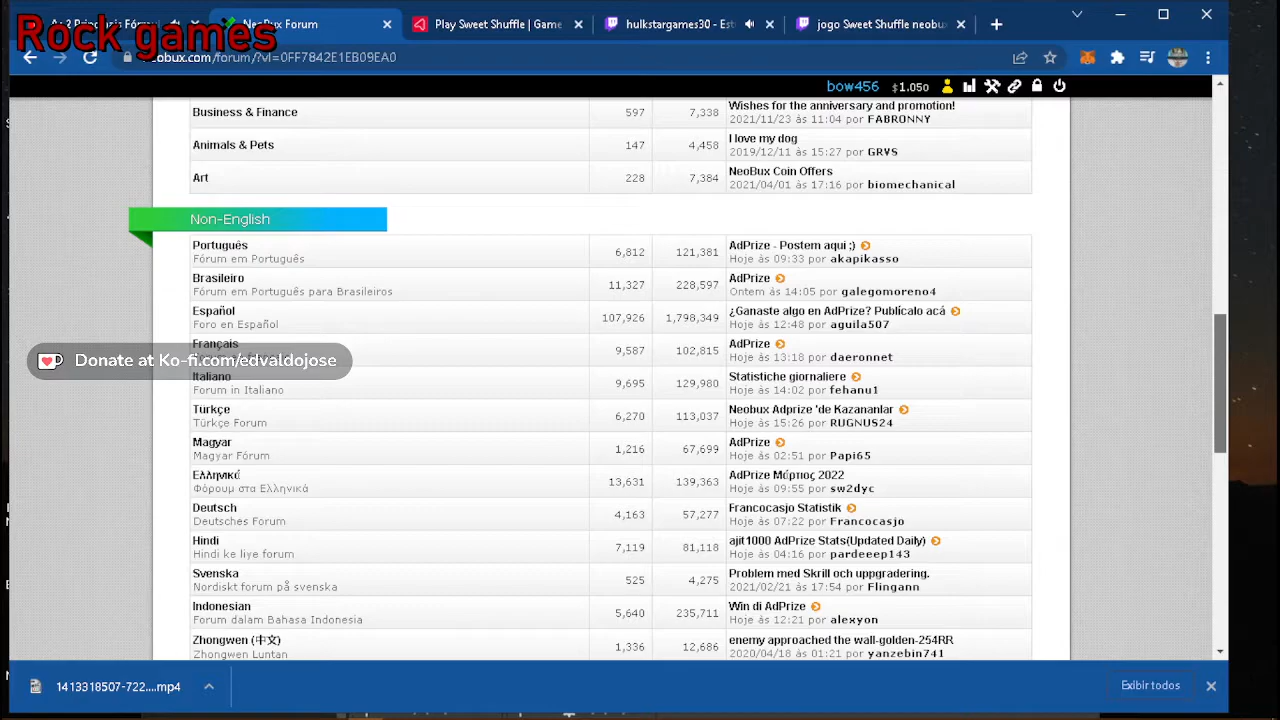 Rock games
NeoBux Forum
Play Sweet Shuffle | Game
hulkstargames30 - Est
jogo Sweet Shuffle neobu
obux.com/forum/?vl=0FF7842E1EB09EA0
bow456 $1.050
Business & Finance 597 7,338 Wishes for the anniversary and promotion!
2021/11/23 às 11:04 por FABRONNY
Animals & Pets 147 4,458 I love my dog
2019/12/11 às 15:27 por GRVS
Art 228 7,384 NeoBux Coin Offers
2021/04/01 às 17:16 por biomechanical
Non-English
Português 6,812 121,381 AdPrize - Postem aqui ;)
Fórum em Português Hoje às 09:33 por akapikasso
Brasileiro 11,327 228,597 AdPrize
Fórum em Português para Brasileiros Ontem às 14:05 por galegomoreno4
Español 107,926 1,798,349 ¿Ganaste algo en AdPrize? Publícalo acá
Foro en Español Hoje às 12:48 por aguila507
Français 9,587 102,815 AdPrize
Hoje às 13:18 por daeronnet
Donate at Ko-fi.com/edvaldojose
Italiano 9,695 129,980 Statistiche giornaliere
Forum in Italiano Hoje às 14:02 por fehanu1
Türkçe 6,270 113,037 Neobux Adprize 'de Kazananlar
Türkçe Forum Hoje às 15:26 por RUGNUS24
Magyar 1,216 67,699 AdPrize
Magyar Fórum Hoje às 02:51 por Papi65
Ελληνικά 13,631 139,363 AdPrize Μάρτιος 2022
Φόρουμ στα Ελληνικά Hoje às 09:55 por sw2dyc
Deutsch 4,163 57,277 Francocasjo Statistik
Deutsches Forum Hoje às 07:22 por Francocasjo
Hindi 7,119 81,118 ajit1000 AdPrize Stats(Updated Daily)
Hindi ke liye forum Hoje às 04:16 por pardeeep143
Svenska 525 4,275 Problem med Skrill och uppgradering.
Nordiskt forum på svenska 2021/02/21 às 17:54 por Flingann
Indonesian 5,640 235,711 Win di AdPrize
Forum dalam Bahasa Indonesia Hoje às 12:21 por alexyon
Zhongwen (中文) 1,336 12,686 enemy approached the wall-golden-254RR
Zhongwen Luntan 2020/04/18 às 01:21 por yanzebin741
1413318507-722....mp4
Exibir todos